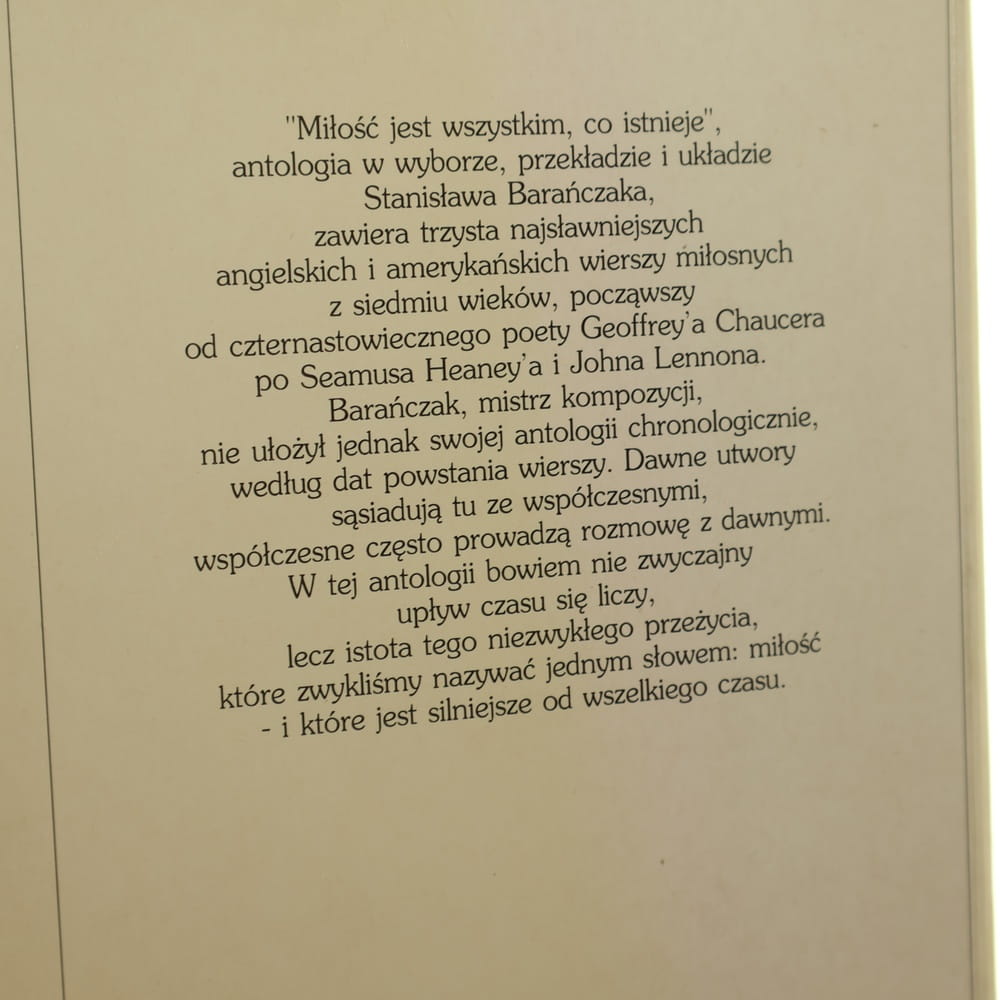 "Miłość jest wszystkim, co istnieje",
antologia w wyborze, przekładzie i układzie
Stanisława Barańczaka,
zawiera trzysta najsławniejszych
angielskich i amerykańskich wierszy miłosnych
z siedmiu wieków, począwszy
od czternastowiecznego poety Geoffrey'a Chaucera
po Seamusa Heaney'a i Johna Lennona.
Barańczak, mistrz kompozycji,
nie ułożył jednak swojej antologii chronologicznie,
według dat powstania wierszy. Dawne utwory
sąsiadują tu ze współczesnymi,
współczesne często prowadzą rozmowę z dawnymi.
W tej antologii bowiem nie zwyczajny
upływ czasu się liczy,
lecz istota tego niezwykłego przeżycia,
które zwykliśmy nazywać jednym słowem: miłość
- i które jest silniejsze od wszelkiego czasu.